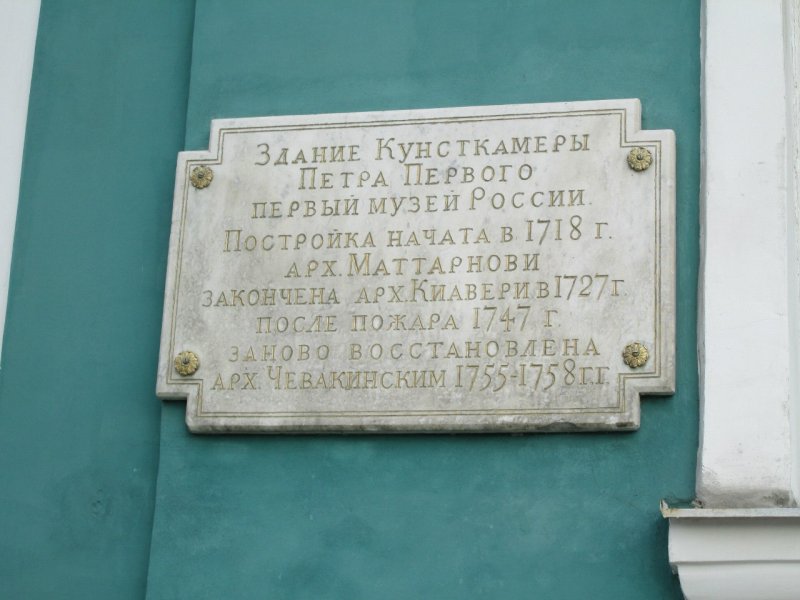 Здание Кунсткамеры
Петра Первого
первый музей России.
Постройка начата в 1718 г.
арх. Маттарнови
закончена арх. Киавери в 1727 г.
после пожара 1747 г.
заново восстановлена
арх. Чевакинским 1755-1758 г.г.